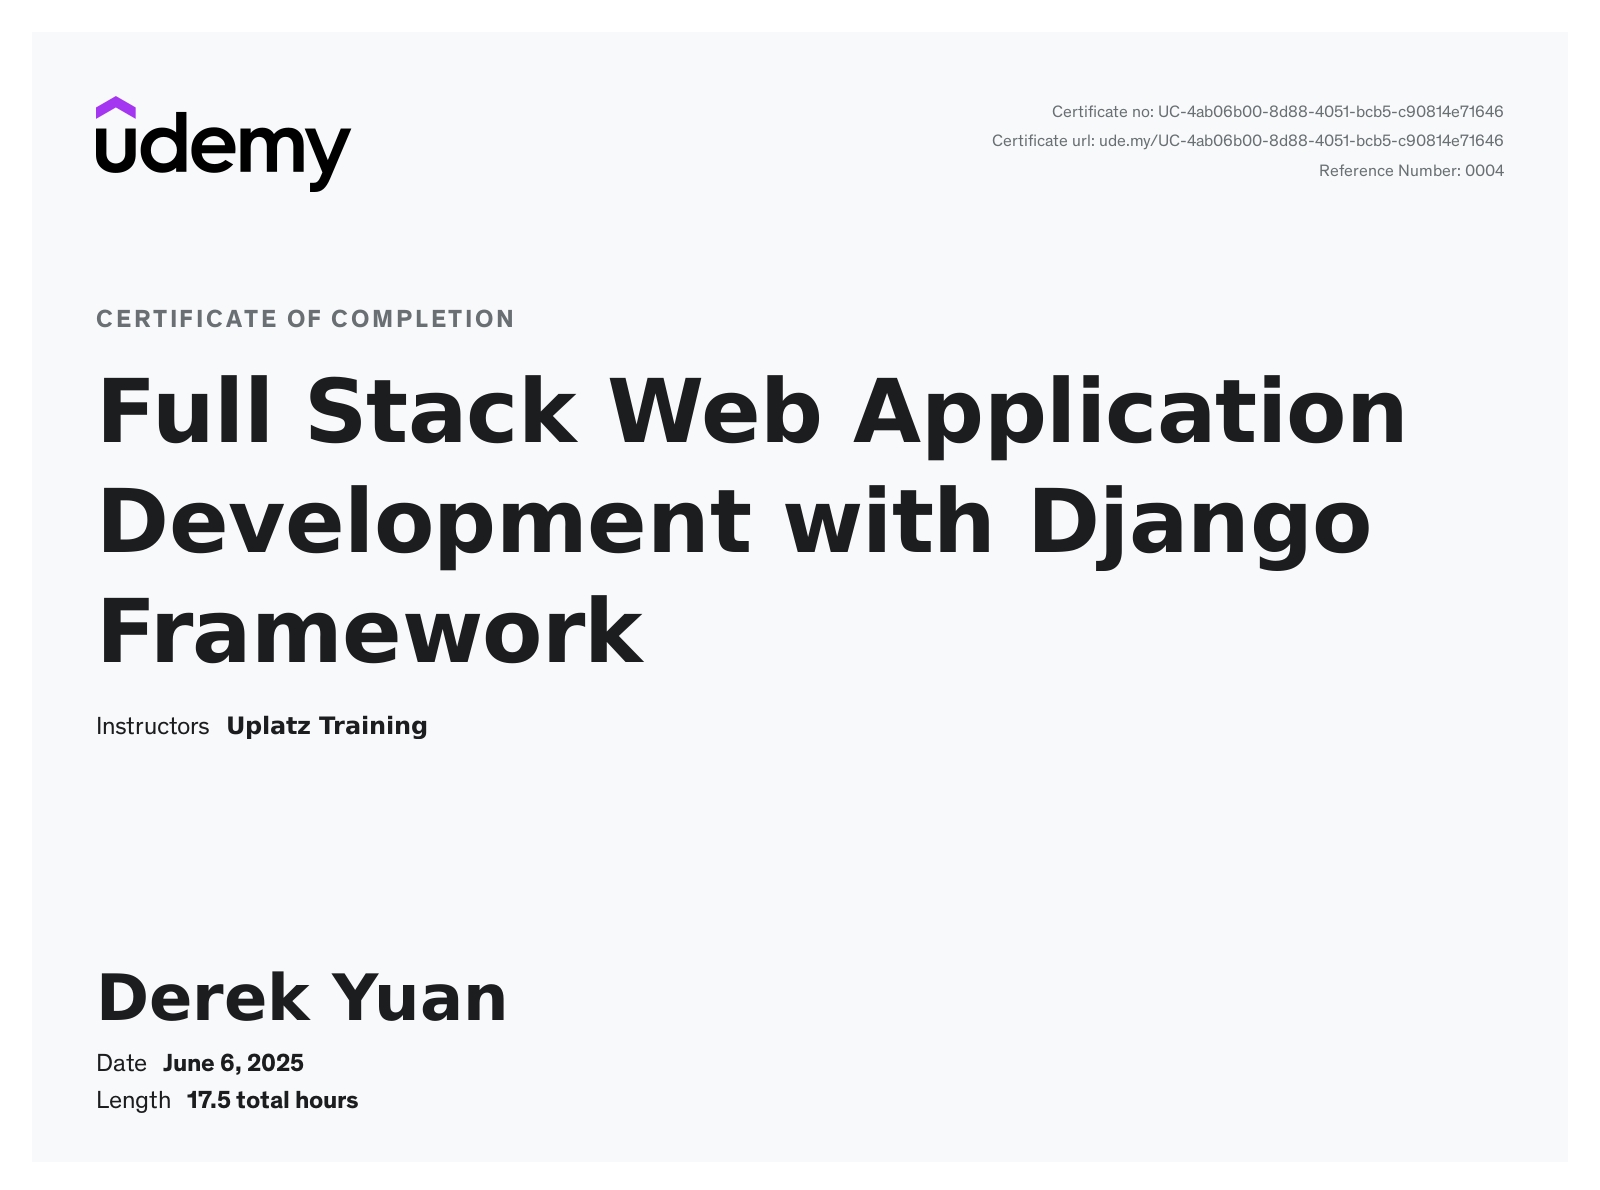 udemy
Certificate no: UC-4ab06b00-8d88-4051-bcb5-c90814e71646
Certificate url: ude.my/UC-4ab06b00-8d88-4051-bcb5-c90814e71646
Reference Number: 0004
CERTIFICATE OF COMPLETION
Full Stack Web Application
Development with Django
Framework
Instructors Uplatz Training
Derek Yuan
Date June 6, 2025
Length 17.5 total hours